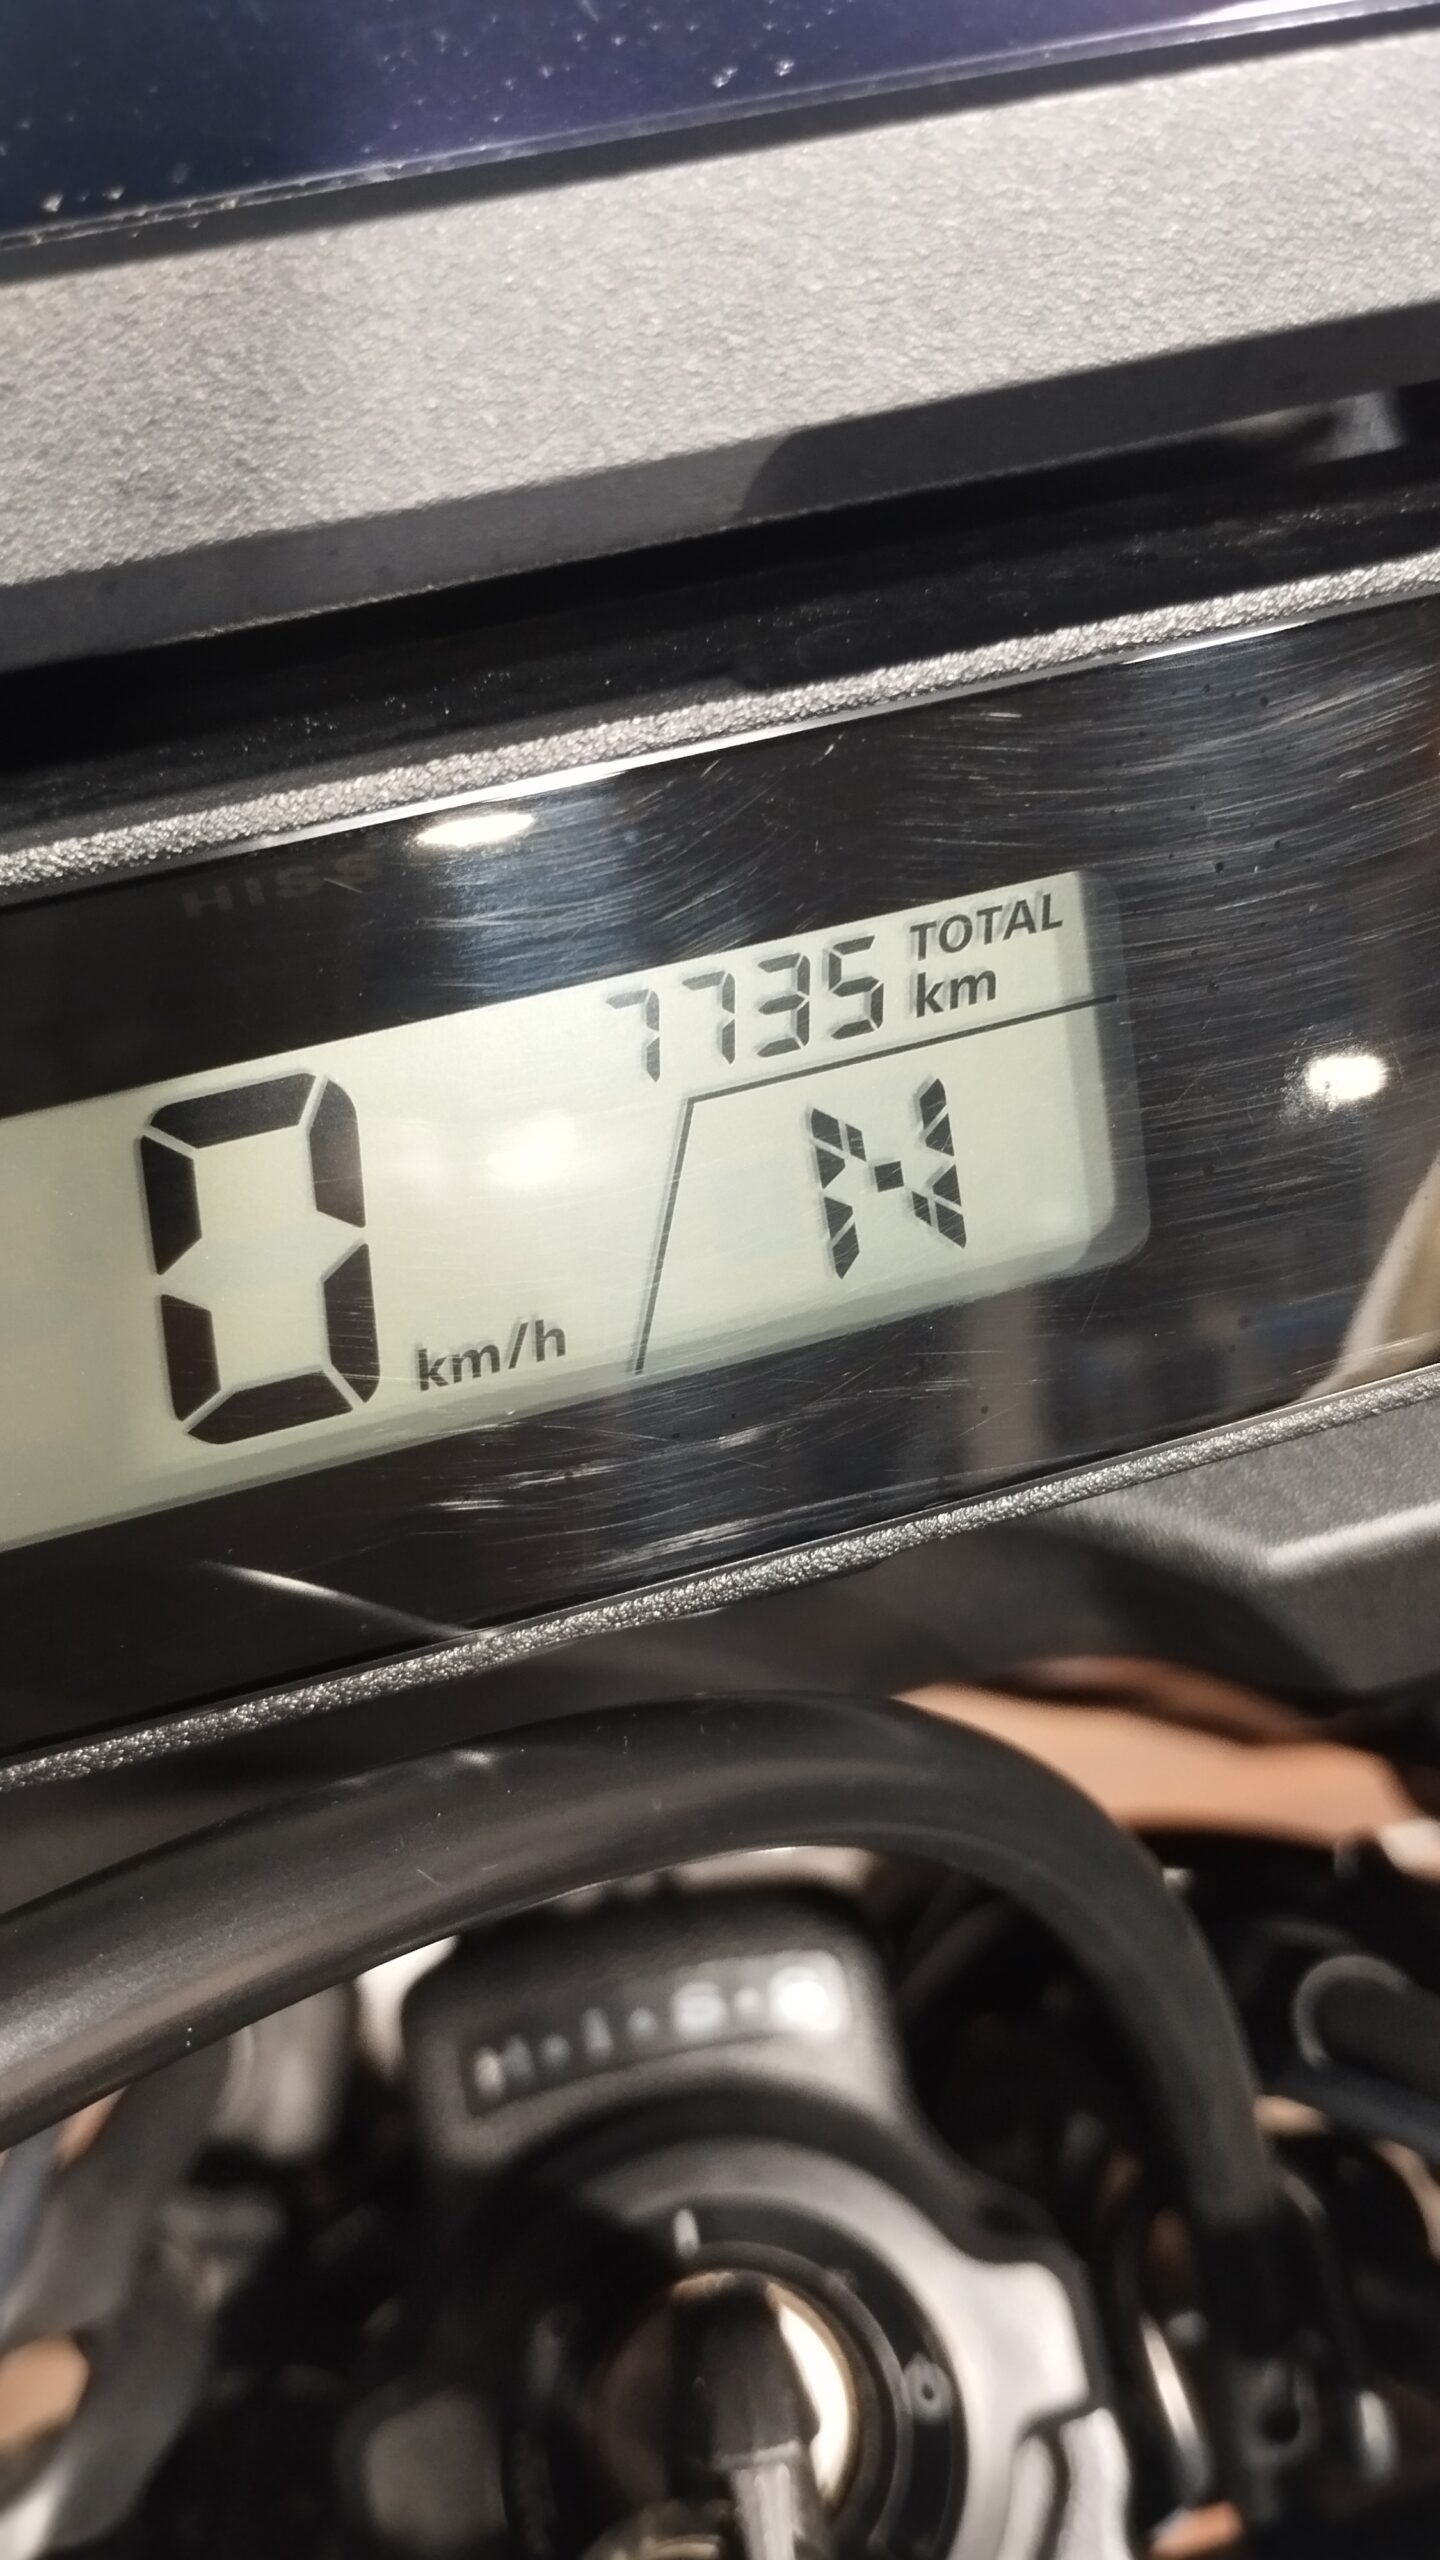 HISS
7735 TOTAL
km
0 km/h
N
H·I·S·S